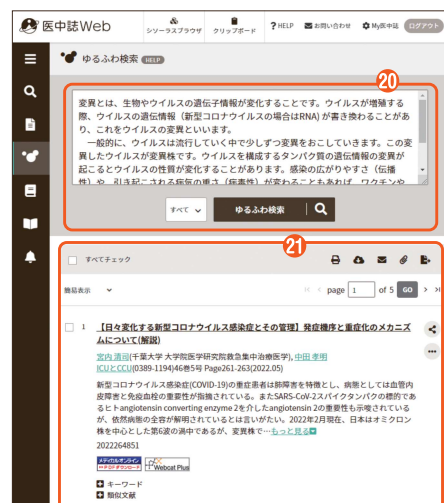 医中誌Web
シソーラスブラウザ
クリップボード
?HELP
お問い合わせ
My医中誌
ログアウト
ゆるふわ検索 HELP
20
変異とは、生物やウイルスの遺伝子情報が変化することです。ウイルスが増殖する
際、ウイルスの遺伝情報（新型コロナウイルスの場合はRNA) が書き換わることがあ
り、これをウイルスの変異といいます。
一般的に、ウイルスは流行していく中で少しずつ変異をおこしていきます。この変
異したウイルスが変異株です。ウイルスを構成するタンパク質の遺伝情報の変異が
起こるとウイルスの性質が変化することがあります。感染の広がりやすさ（伝播
性）や、引き起こされる病気の重さ（病毒性）が変わることもあれば、ワクチンや
すべて
ゆるふわ検索
21
すべてチェック
簡易表示
page 1 of 5 GO
1 【日々変化する新型コロナウイルス感染症とその管理】発症機序と重症化のメカニズ
ムについて(解説)
宮内 清司(千葉大学 大学院医学研究院救急集中治療医学), 中田 孝明
ICUとCCU(0389-1194)46巻5号 Page261-263(2022.05)
新型コロナウイルス感染症(COVID-19)の重症患者は肺障害を特徴とし、病態としては血管内
皮障害と免疫血栓の重要性が指摘されている。またSARS-CoV-2スパイクタンパクの標的であ
るヒトangiotensin converting enzyme 2を介したangiotensin 2の重要性も示唆されている
が、依然病態の全容が解明されているとは言いがたい。2022年2月現在、日本はオミクロン
株を中心とした第6波の渦中であるが、変異株で…もっと見る
2022264851
メディカルオンライン
PDFダウンロード
Webcat Plus
キーワード
類似文献